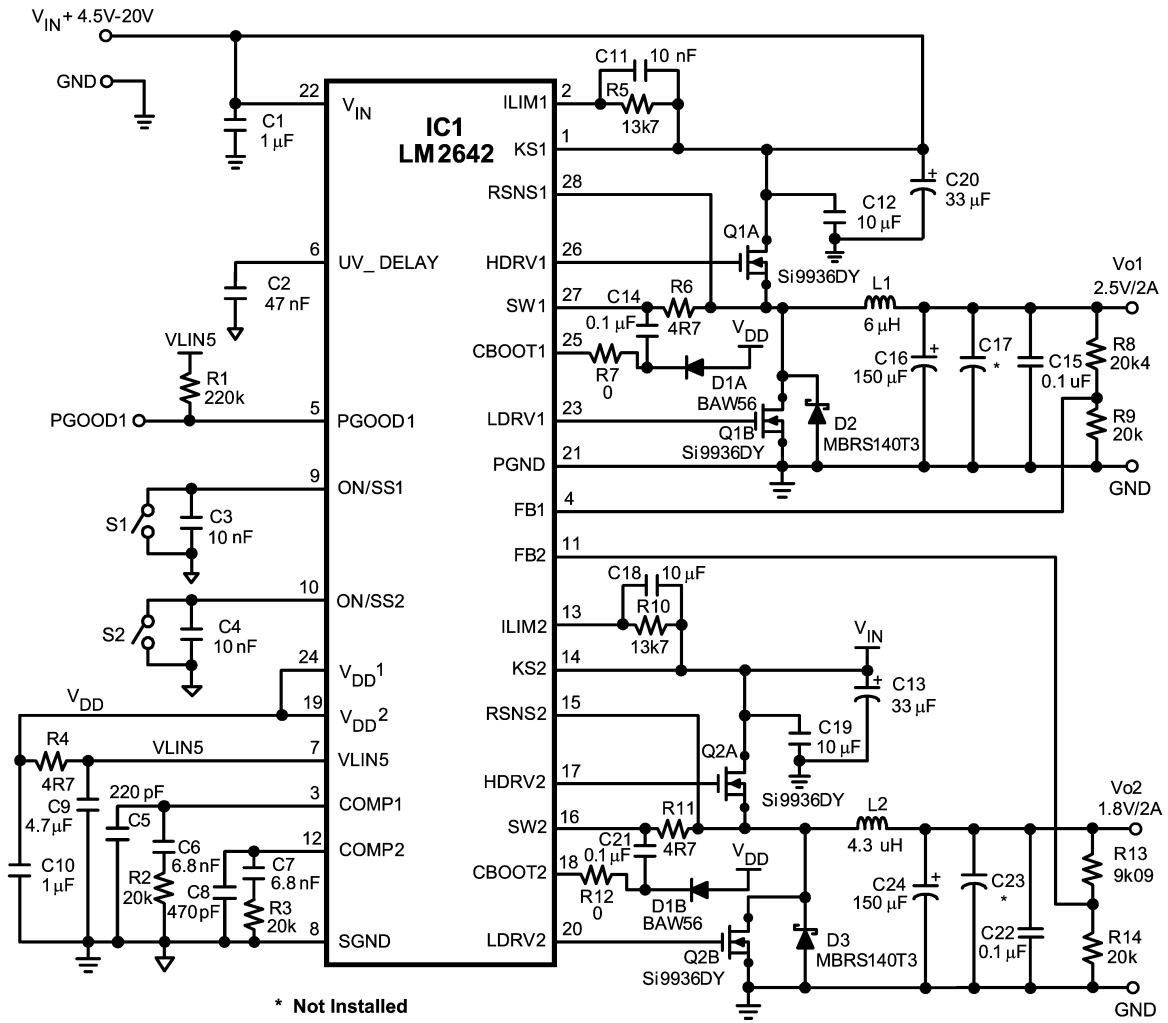 VIN + 4.5V-20V
GND
22
VIN
C1
1 µF
IC1
LM2642
ILIM1
2
C11
10 nF
R5
13k7
KS1
1
RSNS1
28
C12
10 µF
C20
33 µF
6
UV_ DELAY
C2
47 nF
HDRV1
26
Q1A
Si9936DY
SW1
27
C14
0.1 µF
R6
4R7
L1
6 µH
Vo1
2.5V/2A
CBOOT1
25
R7
0
D1A
BAW56
VDD
C16
150 µF
C17
*
C15
0.1 uF
R8
20k4
VLIN5
R1
220k
PGOOD1
5
PGOOD1
LDRV1
23
Q1B
Si9936DY
D2
MBRS140T3
R9
20k
PGND
21
GND
9
ON/SS1
S1
C3
10 nF
FB1
4
FB2
11
10
ON/SS2
S2
C4
10 nF
ILIM2
13
C18
10 µF
R10
13k7
24
VDD1
KS2
14
VIN
C13
33 µF
VDD
19
VDD2
RSNS2
15
C19
10 µF
R4
4R7
VLIN5
7
VLIN5
HDRV2
17
Q2A
Si9936DY
C9
4.7µF
220 pF
C5
3
COMP1
SW2
16
C21
0.1 µF
R11
4R7
L2
4.3 uH
Vo2
1.8V/2A
C6
6.8 nF
12
COMP2
C10
1 µF
R2
20k
C8
470 pF
C7
6.8 nF
R3
20k
CBOOT2
18
R12
0
D1B
BAW56
VDD
C24
150 µF
C23
*
C22
0.1 µF
R13
9k09
8
SGND
LDRV2
20
Q2B
Si9936DY
D3
MBRS140T3
R14
20k
GND
* Not Installed